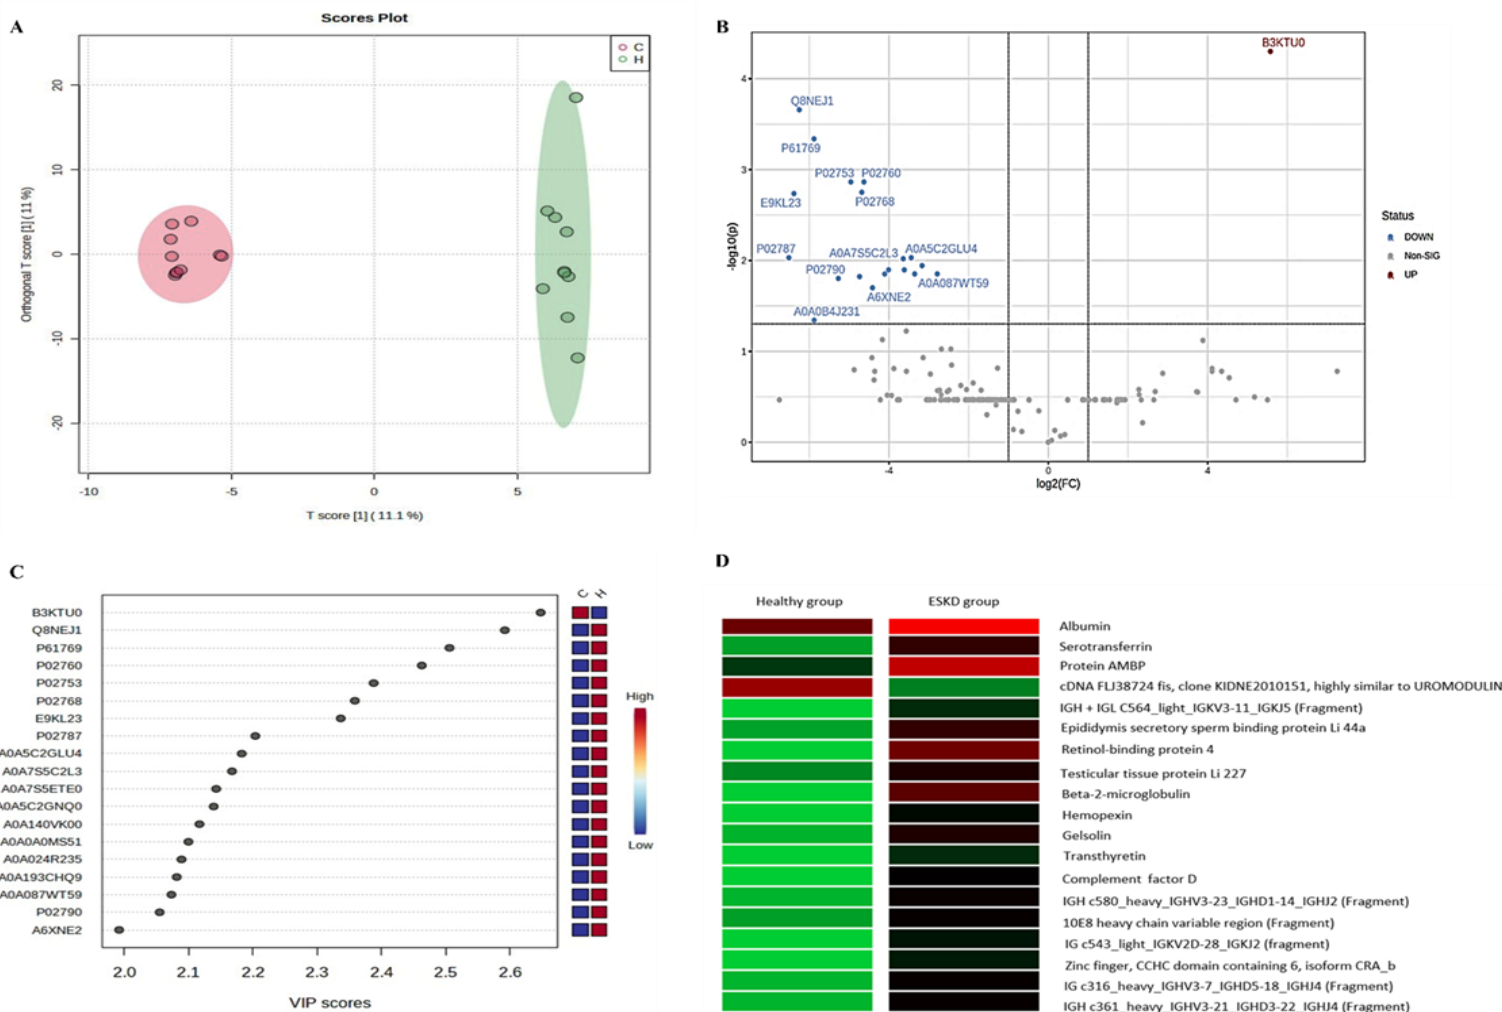 A
Scores Plot
C
H
Orthogonal T score [1] ( 11 %)
20
10
0
-10
-20
-10
-5
0
5
T score [1] ( 11.1 %)
B
B3KTU0
Q8NEJ1
P61769
P02753
P02760
E9KL23
P02768
P02787
A0A7S5C2L3
A0A5C2GLU4
P02790
A0A087WT59
A6XNE2
A0A0B4J231
-log10(p)
4
3
2
1
0
-4
0
4
log2(FC)
Status
DOWN
Non-SIG
UP
C
C
H
B3KTU0
Q8NEJ1
P61769
P02760
P02753
P02768
E9KL23
P02787
A0A5C2GLU4
A0A7S5C2L3
A0A7S5ETE0
A0A5C2GNQ0
A0A140VK00
A0A0A0MS51
A0A024R235
A0A193CHQ9
A0A087WT59
P02790
A6XNE2
2.0
2.1
2.2
2.3
2.4
2.5
2.6
VIP scores
High
Low
D
Healthy group
ESKD group
Albumin
Serotransferrin
Protein AMBP
cDNA FLJ38724 fis, clone KIDNE2010151, highly similar to UROMODULIN
IGH + IGL C564_light_IGKV3-11_IGKJ5 (Fragment)
Epididymis secretory sperm binding protein Li 44a
Retinol-binding protein 4
Testicular tissue protein Li 227
Beta-2-microglobulin
Hemopexin
Gelsolin
Transthyretin
Complement factor D
IGH c580_heavy_IGHV3-23_IGHD1-14_IGHJ2 (Fragment)
10E8 heavy chain variable region (Fragment)
IG c543_light_IGKV2D-28_IGKJ2 (fragment)
Zinc finger, CCHC domain containing 6, isoform CRA_b
IG c316_heavy_IGHV3-7_IGHD5-18_IGHJ4 (Fragment)
IGH c361_heavy_IGHV3-21_IGHD3-22_IGHJ4 (Fragment)